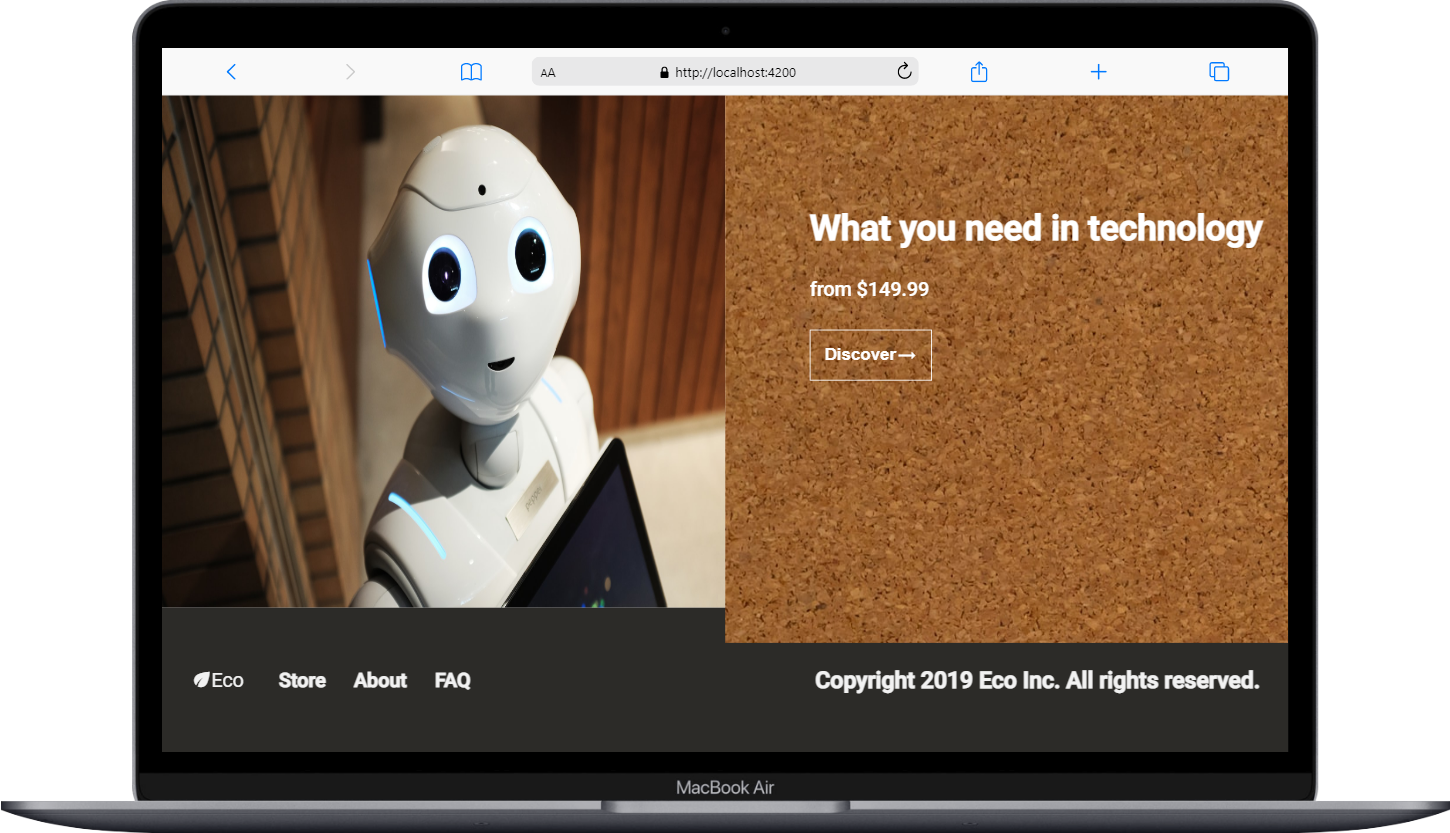 AA
http://localhost:4200
What you need in technology
from $149.99
Discover→
pepper
Eco Store About FAQ
Copyright 2019 Eco Inc. All rights reserved.
MacBook Air